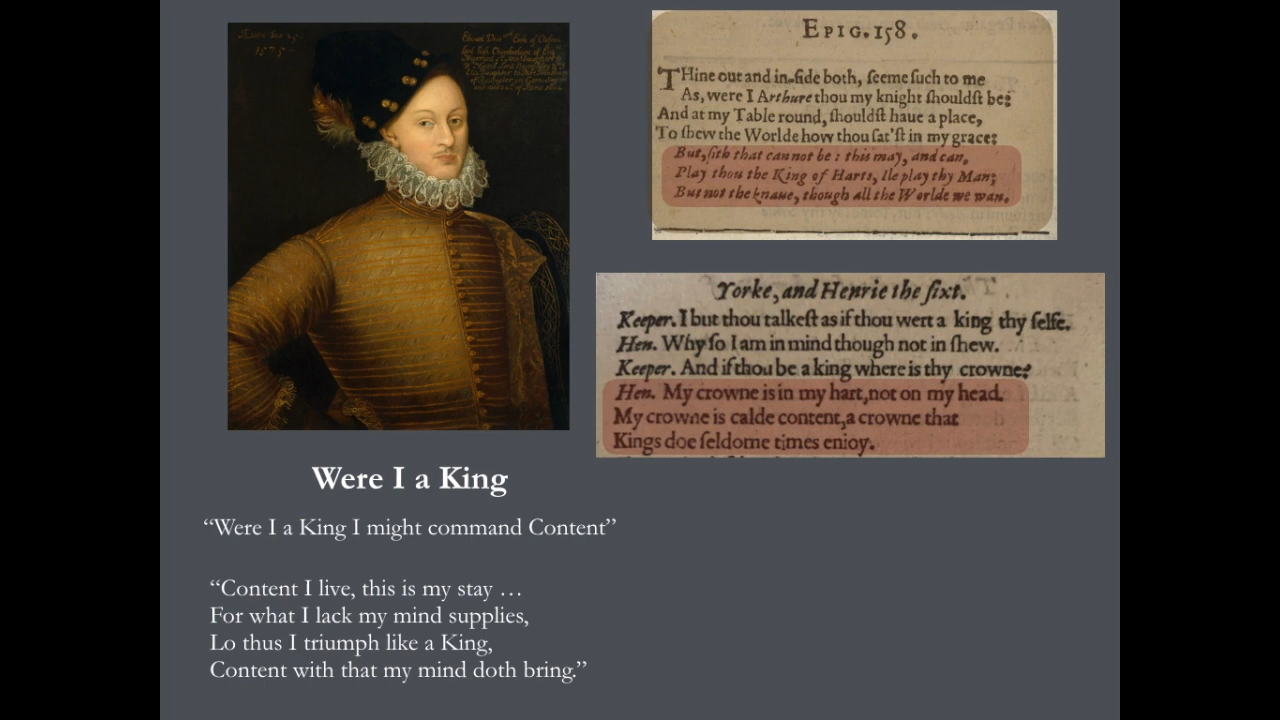 Edward Vere
1575
EPIG.158.
THine out and in-ſide both, ſeeme ſuch to me
As, were I Arthure thou my knight ſhouldſt be:
And at my Table round, ſhouldſt haue a place,
To ſhew the Worlde how thou ſat'ſt in my grace:
But, ſith that cannot be: this may, and can,
Play thou the King of Harts, Ile play thy Man;
But not the knaue, though all the Worlde we wan.
Yorke, and Henrie the ſixt.
Keeper. I but thou talkeſt as if thou wert a king thy ſelfe.
Hen. Why ſo I am in mind though not in ſhew.
Keeper. And if thou be a king where is thy crowne?
Hen. My crowne is in my hart, not on my head.
My crowne is calde content, a crowne that
Kings doe ſeldome times enioy.
Were I a King
“Were I a King I might command Content”
“Content I live, this is my stay …
For what I lack my mind supplies,
Lo thus I triumph like a King,
Content with that my mind doth bring.”